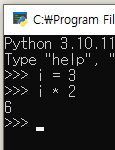 C:₩Program Fil
Python 3.10.11
Type "help", "
>>> i = 3
>>> i * 2
6
>>>